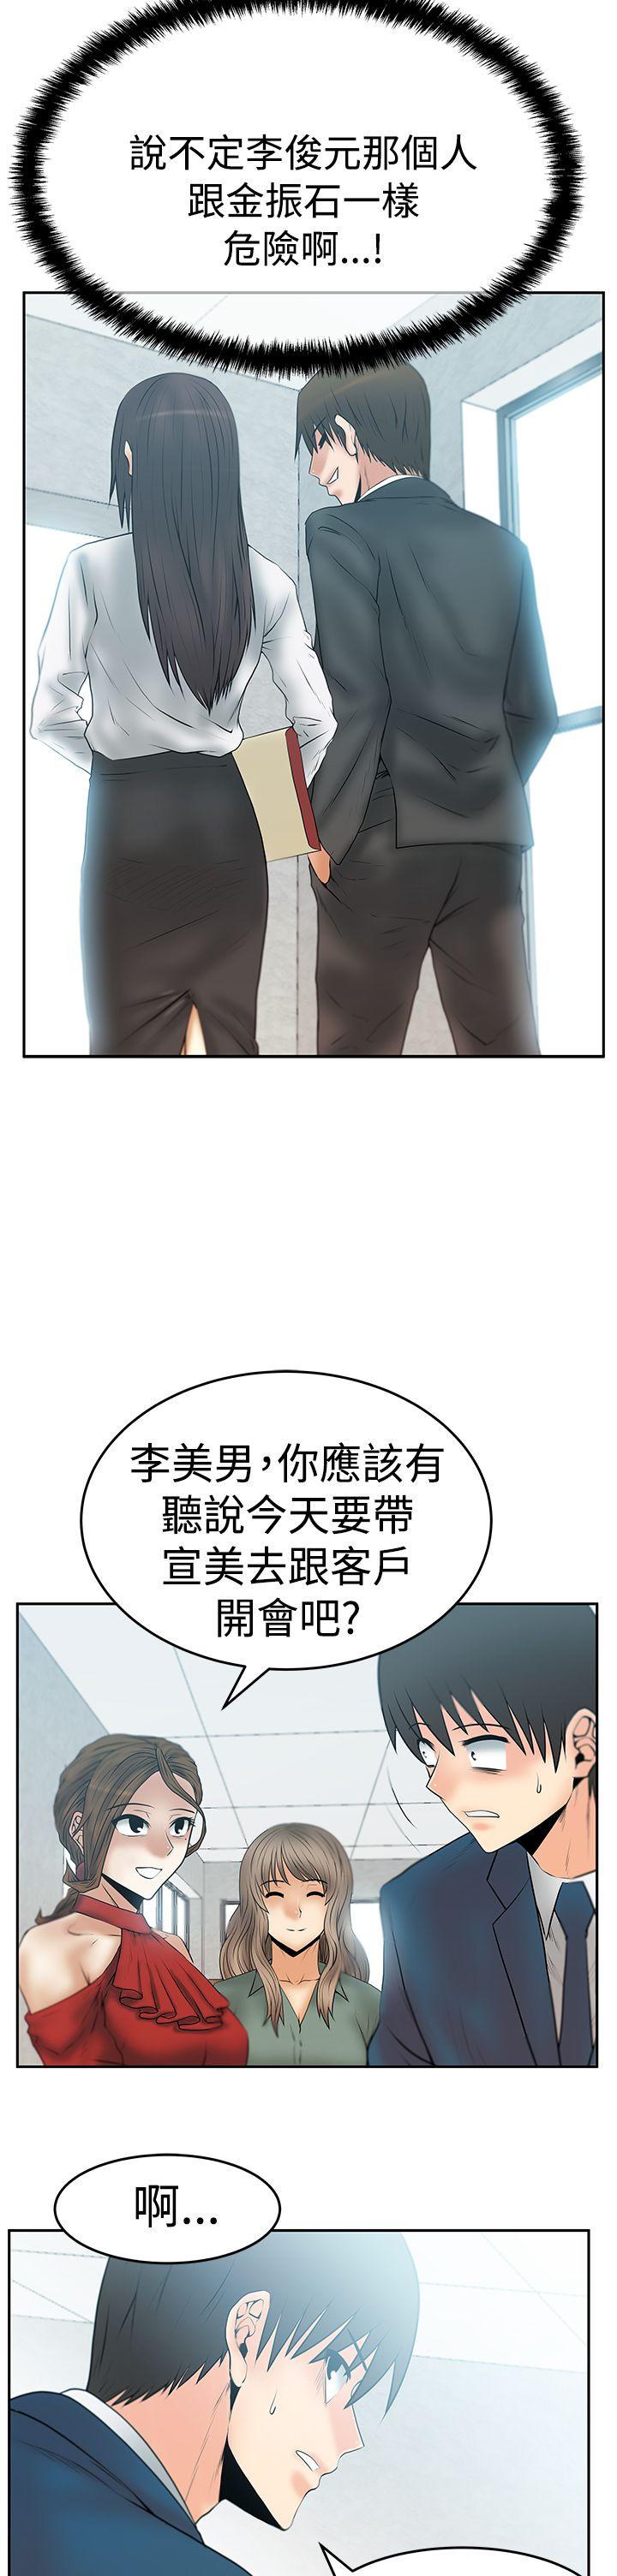 說不定李俊元那個人
跟金振石一樣
危險啊...!
李美男,你應該有
聽說今天要帶
宣美去跟客戶
開會吧?
啊...